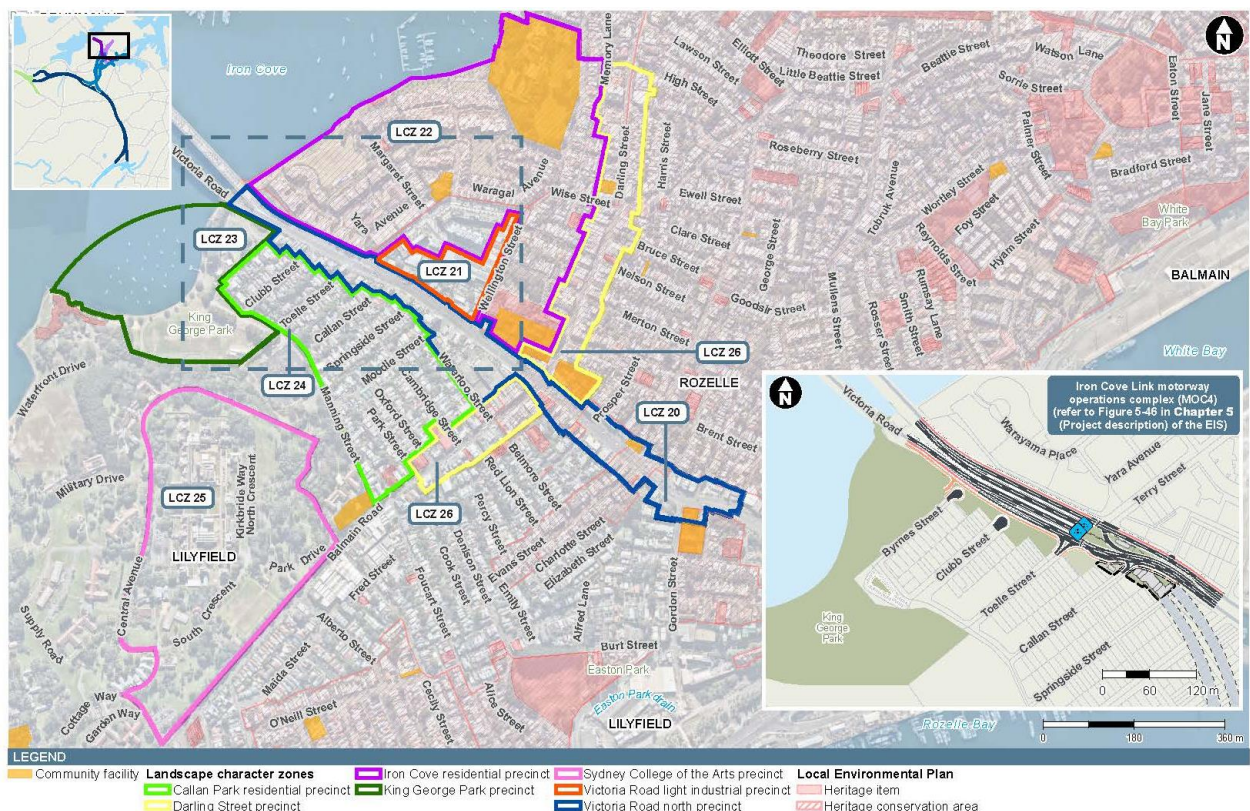 N
Iron Cove
Memory Lane
Lawson Street
Elliott Street
Theodore Street
Little Beattie Street
High Street
Beattie Street
Watson Lane
Sorrie Street
Eaton Street
Jane Street
Palmer Street
Bradford Street
LCZ 22
Victoria Road
Margaret Street
Waragal Avenue
Yara Avenue
Wise Street
Darling Street
Harris Street
Roseberry Street
Ewell Street
Tobruk Avenue
Wortley Street
Foy Street
Reynolds Street
Hyam Street
White
Bay Park
LCZ 23
LCZ 21
Wellington Street
Clare Street
Bruce Street
George Street
Nelson Street
Goodsir Street
Mullens Street
Rumsay Lane
Smith Street
Rosser Street
BALMAIN
Clubb Street
Toelle Street
Callan Street
Springside Street
Moodie Street
King
George Park
Merton Street
LCZ 26
White Bay
Waterfront Drive
LCZ 24
Manning Street
Cambridge Street
Oxford Street
Park Street
Waterloo Street
Prosper Street
ROZELLE
LCZ 20
Brent Street
Military Drive
LCZ 25
Kirkbride Way
North Crescent
LILYFIELD
Balmain Road
LCZ 26
Belmore Street
Red Lion Street
Percy Street
Denison Street
Cook Street
Evans Street
Charlotte Street
Elizabeth Street
Emily Street
Park Drive
Fred Street
Foucart Street
Alfred Lane
Gordon Street
Central Avenue
South Crescent
Supply Road
Alberto Street
Maida Street
Burt Street
Easton Park
Easton Park drain
Cottage Way
Garden Way
O'Neill Street
Cecily Street
Alice Street
LILYFIELD
Rozelle Bay
N
Victoria Road
Iron Cove Link motorway
operations complex (MOC4)
(refer to Figure 5-46 in Chapter 5
(Project description) of the EIS)
Warayama Place
Yara Avenue
Terry Street
Byrnes Street
Clubb Street
Toelle Street
Callan Street
Springside Street
King
George
Park
0 60 120 m
0 180 360 m
LEGEND
Community facility
Landscape character zones
Callan Park residential precinct
Darling Street precinct
Iron Cove residential precinct
King George Park precinct
Sydney College of the Arts precinct
Victoria Road light industrial precinct
Victoria Road north precinct
Local Environmental Plan
Heritage item
Heritage conservation area